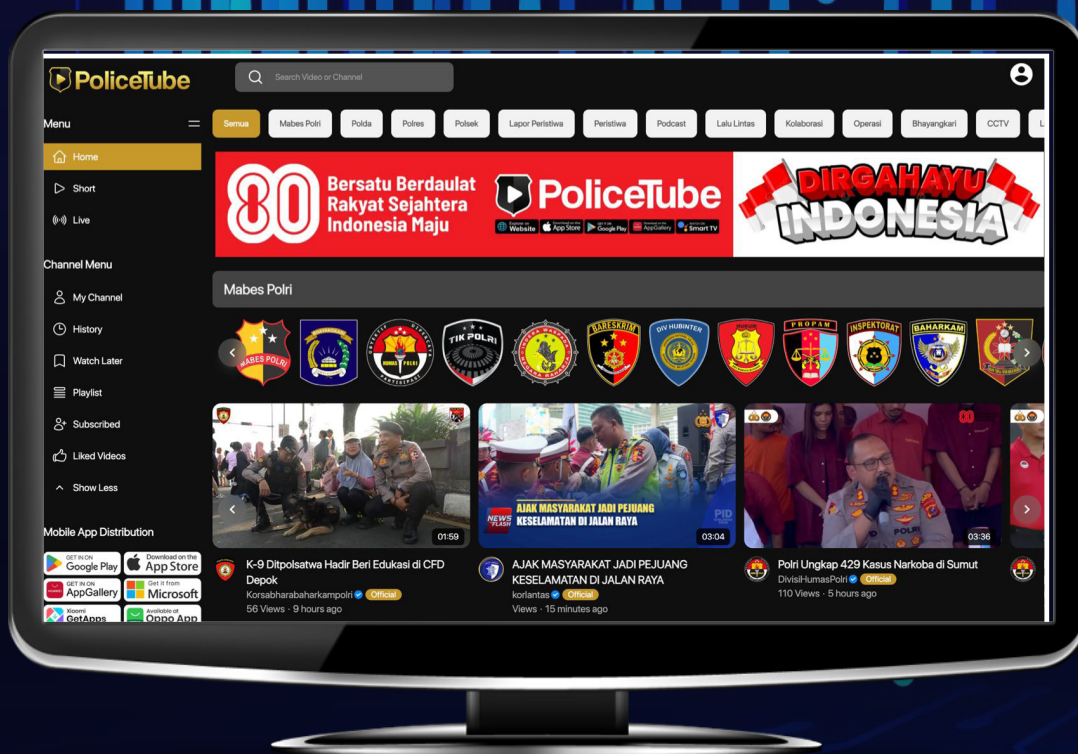 PoliceTube
Search Video or Channel
Menu
Semua
Mabes Polri
Polda
Polres
Polsek
Lapor Peristiwa
Peristiwa
Podcast
Lalu Lintas
Kolaborasi
Operasi
Bhayangkari
CCTV
L
Home
Short
Live
Channel Menu
My Channel
History
Watch Later
Playlist
Subscribed
Liked Videos
Show Less
Mobile App Distribution
GET IN ON
Google Play
Download on the
App Store
GET IN ON
AppGallery
Get it from
Microsoft
Xiaomi
GetApps
Available at
Oppo App
80
Bersatu Berdaulat
Rakyat Sejahtera
Indonesia Maju
PoliceTube
Website
App Store
Google Play
AppGallery
Smart TV
DIRGAHAYU
INDONESIA
Mabes Polri
MABES POLRI
HUMAS POLRI
TIK POLRI
BARESKRIM
DIV HUBINTER
PROPAM
INSPEKTORAT
BAHARKAM
01:59
K-9 Ditpolsatwa Hadir Beri Edukasi di CFD
Depok
Korsabharabaharkampolri
Official
56 Views · 9 hours ago
NEWS
FLASH
AJAK MASYARAKAT JADI PEJUANG
KESELAMATAN DI JALAN RAYA
PID
03:04
AJAK MASYARAKAT JADI PEJUANG
KESELAMATAN DI JALAN RAYA
korlantas
Official
Views · 15 minutes ago
POLRI
03:36
Polri Ungkap 429 Kasus Narkoba di Sumut
DivisiHumasPolri
Official
110 Views · 5 hours ago